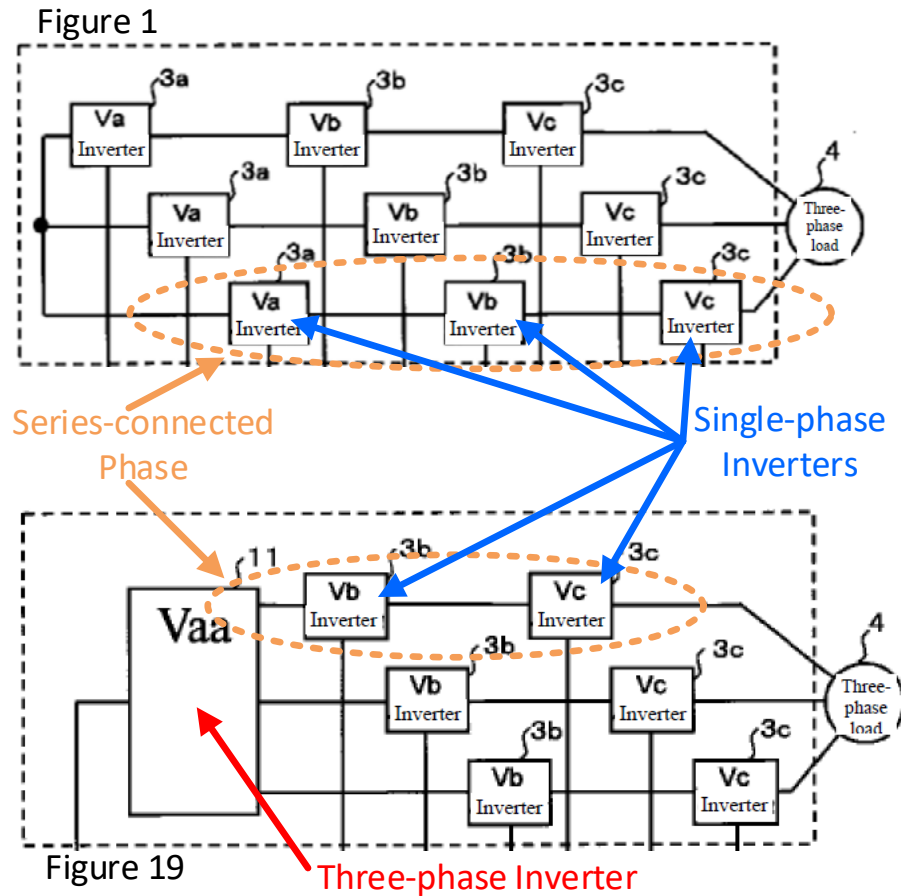 Figure 1
3a
3b
3c
Va
Inverter
Vb
Inverter
Vc
Inverter
4
3a
3b
3c
Va
Inverter
Vb
Inverter
Vc
Inverter
Three-
phase
load
3a
3b
3c
Va
Inverter
Vb
Inverter
Vc
Inverter
Series-connected
Phase
Single-phase
Inverters
11
3b
3c
Vaa
Vb
Inverter
Vc
Inverter
4
3b
3c
Vb
Inverter
Vc
Inverter
Three-
phase
load
3b
3c
Vb
Inverter
Vc
Inverter
Figure 19
Three-phase Inverter